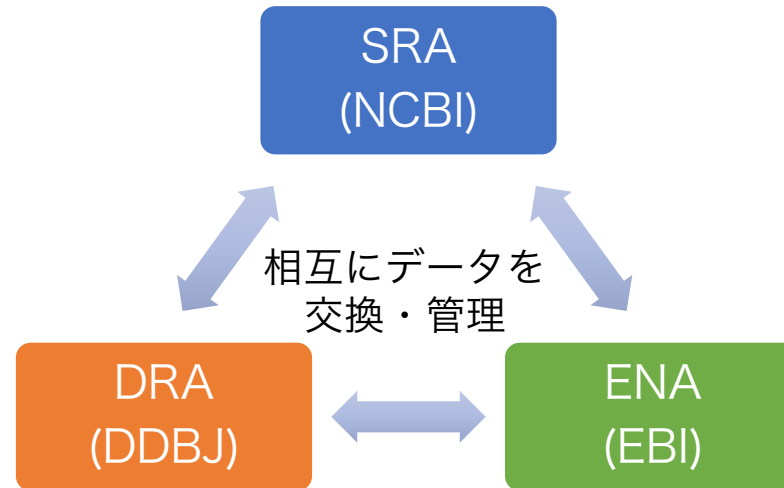 SRA
(NCBI)
相互にデータを
交換・管理
DRA
(DDBJ)
ENA
(EBI)